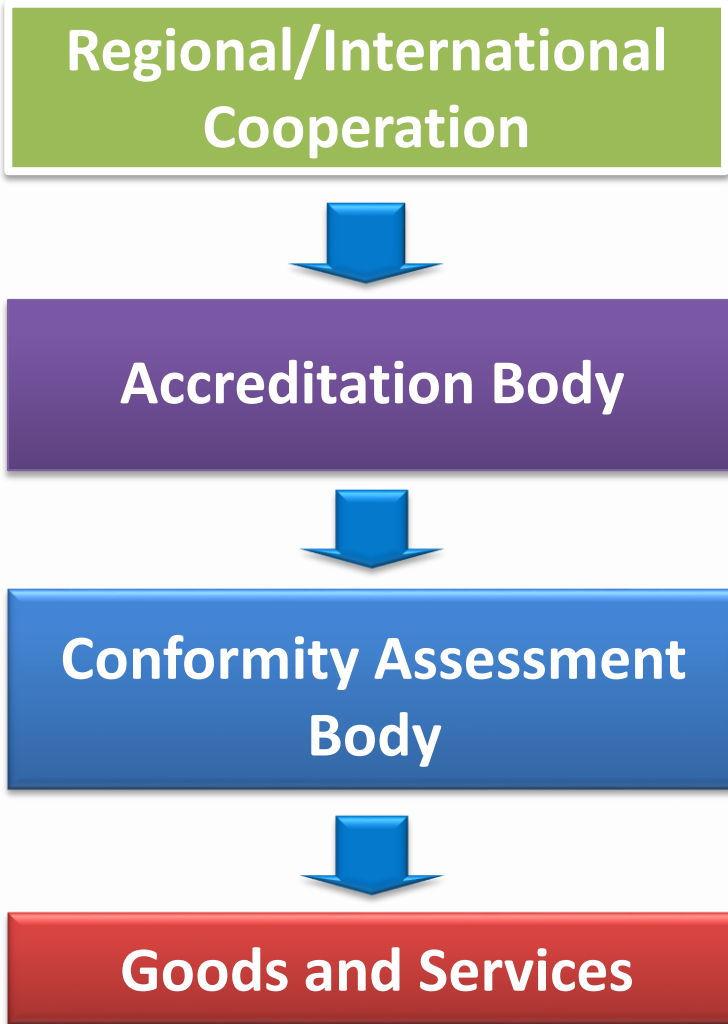 Regional/International
Cooperation
Accreditation Body
Conformity Assessment
Body
Goods and Services